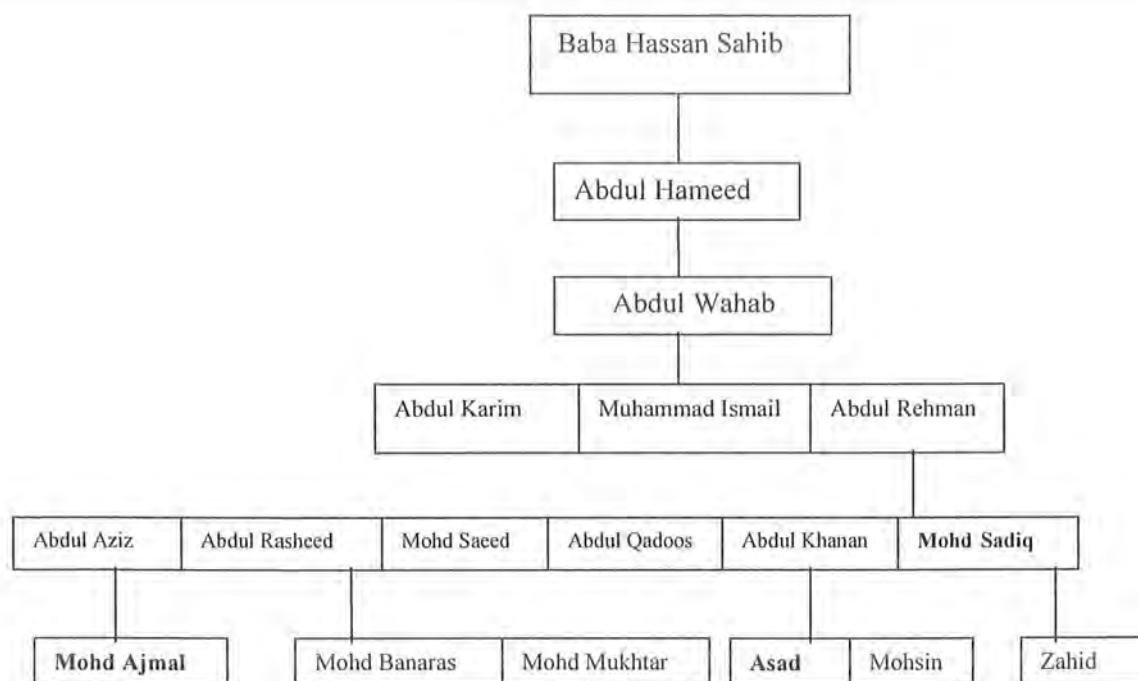 Baba Hassan Sahib
Abdul Hameed
Abdul Wahab
Abdul Karim Muhammad Ismail Abdul Rehman
Abdul Aziz Abdul Rasheed Mohd Saeed Abdul Qadoos Abdul Khanan Mohd Sadiq
Mohd Ajmal Mohd Banaras Mohd Mukhtar Asad Mohsin Zahid